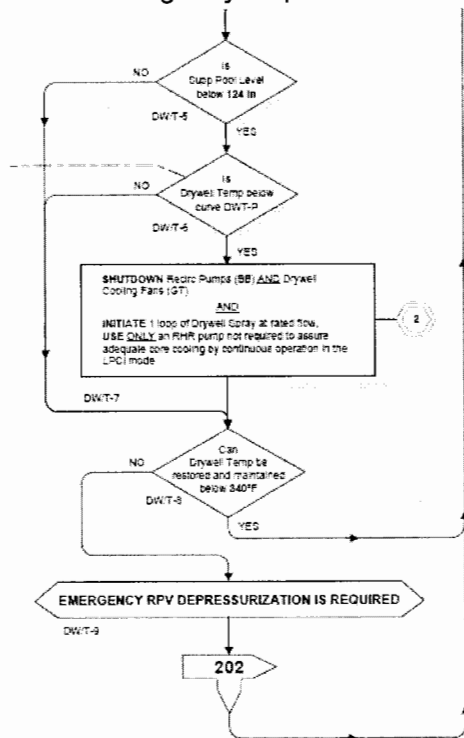 NO
Is
Supp Pool Level
below 124 in
DW/T-5
YES
NO
Is
Drywell Temp below
curve DWT-P
DW/T-6
YES
SHUTDOWN Recirc Pumps (BB) AND Drywell
Cooling Fans (GT)
AND
INITIATE 1 loop of Drywell Spray at rated flow,
USE ONLY an RHR pump not required to assure
adequate core cooling by continuous operation in the
LPCI mode
2
DW/T-7
NO
Can
Drywell Temp be
restored and maintained
below 340°F
DW/T-8
YES
EMERGENCY RPV DEPRESSURIZATION IS REQUIRED
DW/T-9
202